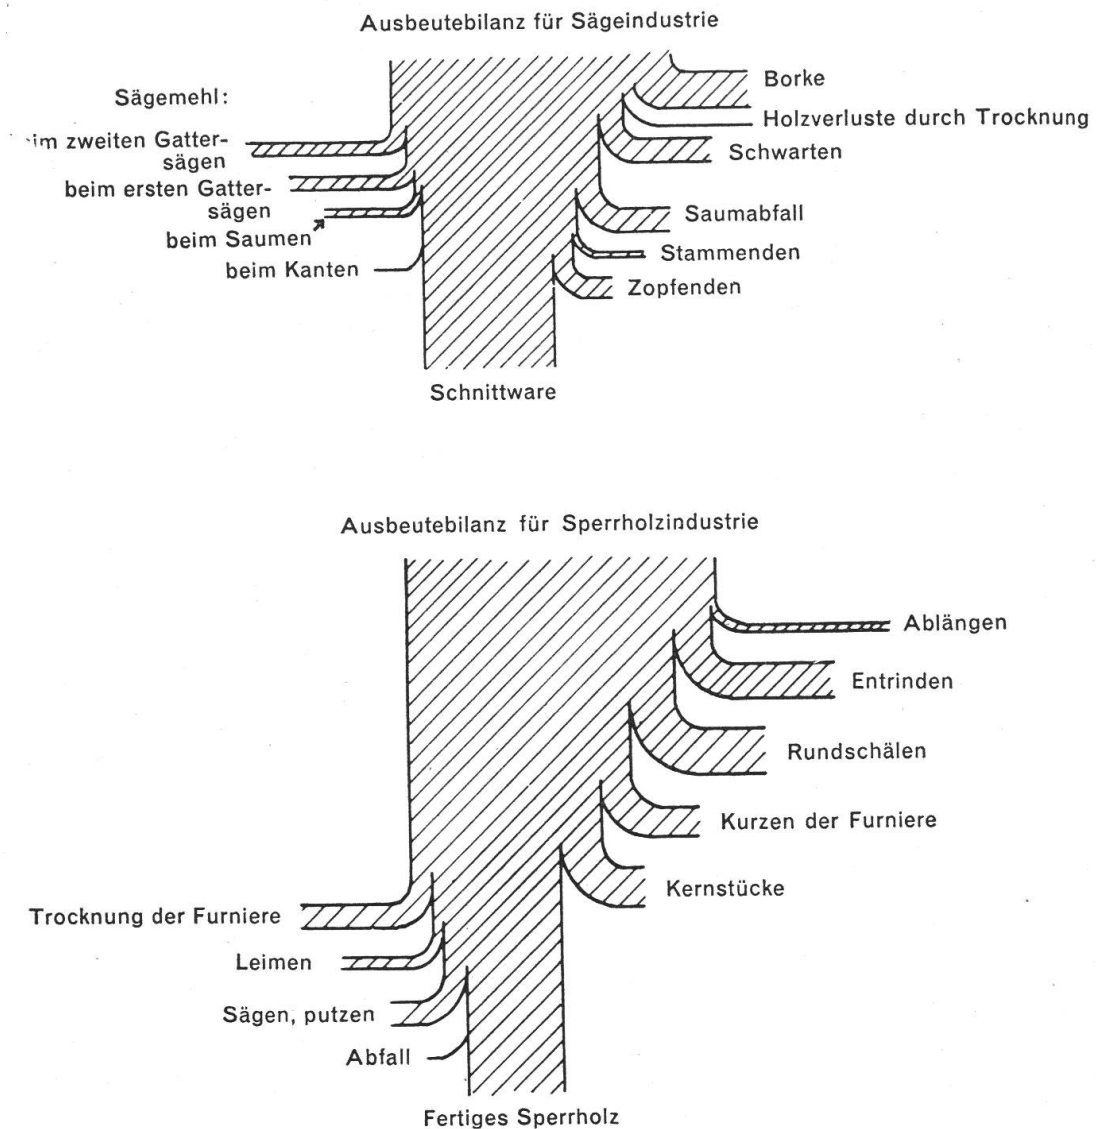 Ausbeutebilanz für Sägeindustrie
Sägemehl:
im zweiten Gatter-
sägen
beim ersten Gatter-
sägen
beim Saumen
beim Kanten
Borke
Holzverluste durch Trocknung
Schwarten
Saumabfall
Stammenden
Zopfenden
Schnittware
Ausbeutebilanz für Sperrholzindustrie
Ablängen
Entrinden
Rundschälen
Kurzen der Furniere
Kernstücke
Trocknung der Furniere
Leimen
Sägen, putzen
Abfall
Fertiges Sperrholz